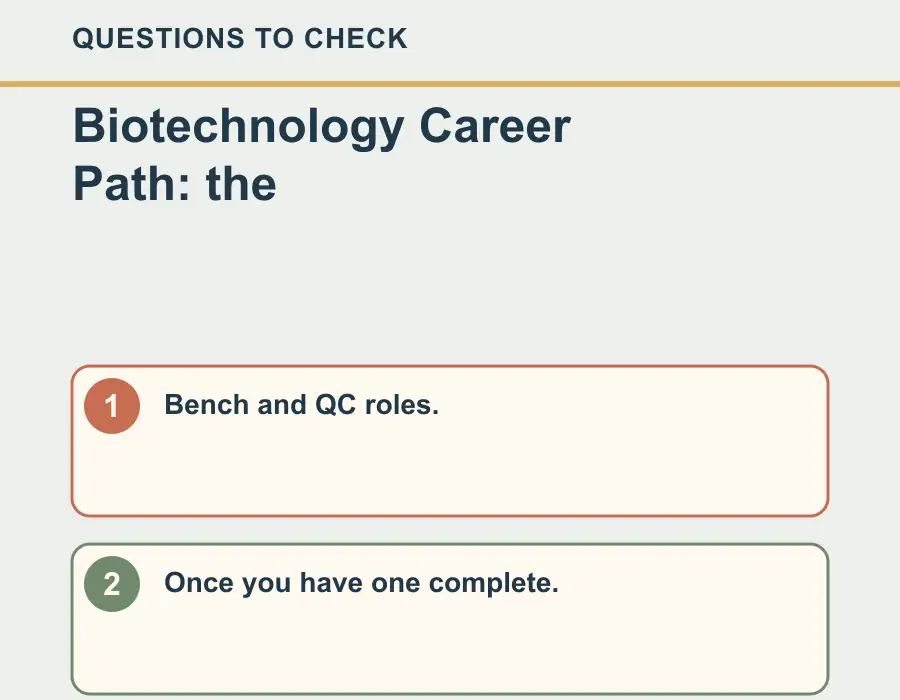 QUESTIONS TO CHECK
Biotechnology Career
Path: the
1
Bench and QC roles.
2
Once you have one complete.